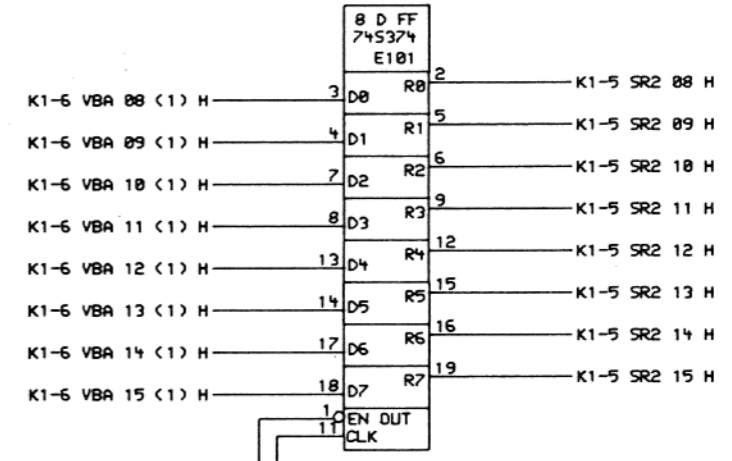 8 D FF
74S374
E101
K1-6 VBA 08 (1) H 3 D0 R0 2 K1-5 SR2 08 H
K1-6 VBA 09 (1) H 4 D1 R1 5 K1-5 SR2 09 H
K1-6 VBA 10 (1) H 7 D2 R2 6 K1-5 SR2 10 H
K1-6 VBA 11 (1) H 8 D3 R3 9 K1-5 SR2 11 H
K1-6 VBA 12 (1) H 13 D4 R4 12 K1-5 SR2 12 H
K1-6 VBA 13 (1) H 14 D5 R5 15 K1-5 SR2 13 H
K1-6 VBA 14 (1) H 17 D6 R6 16 K1-5 SR2 14 H
K1-6 VBA 15 (1) H 18 D7 R7 19 K1-5 SR2 15 H
1 EN OUT
11 CLK